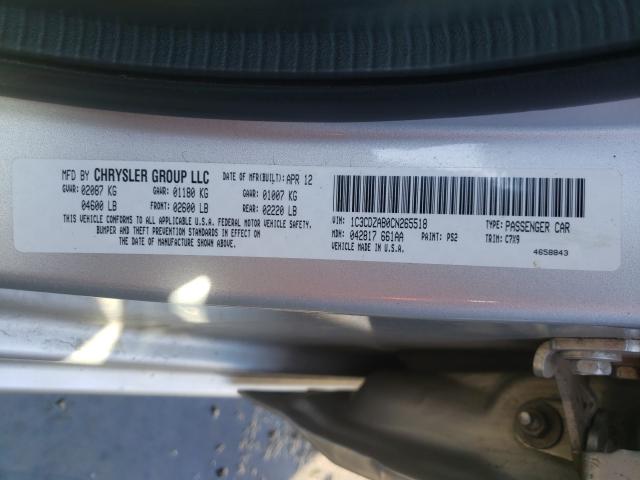 MFD BY CHRYSLER GROUP LLC DATE OF MFR(BUILT): APR 12
GVWR: 02087 KG GAWR: 01180 KG GAWR: 01007 KG
04600 LB FRONT: 02600 LB REAR: 02220 LB
THIS VEHICLE CONFORMS TO ALL APPLICABLE U.S.A. FEDERAL MOTOR VEHICLE SAFETY,
BUMPER AND THEFT PREVENTION STANDARDS IN EFFECT ON
THE DATE OF MANUFACTURE SHOWN ABOVE.
VIN: 1C3CDZAB0CN265518 TYPE: PASSENGER CAR
MDH: 042817 661AA PAINT: PS2 TRIM: C7X9
VEHICLE MADE IN U.S.A. 4658843